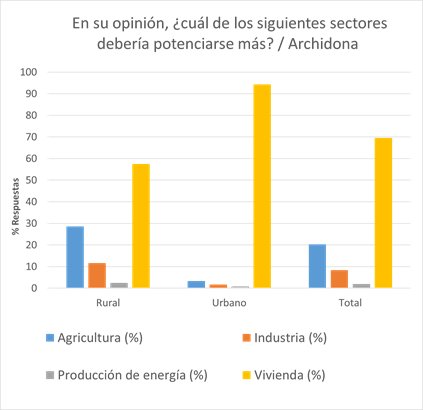 En su opinión, ¿cuál de los siguientes sectores
debería potenciarse más? / Archidona
100
90
80
70
60
50
40
30
20
10
0
% Respuestas
Rural Urbano Total
Agricultura (%) Industria (%)
Producción de energía (%) Vivienda (%)